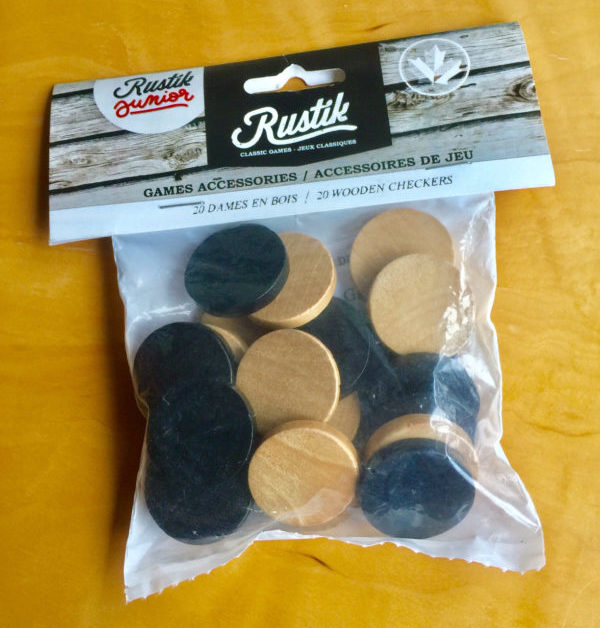 Rustik
junior
Rustik
CLASSIC GAMES - JEUX CLASSIQUES
GAMES ACCESSORIES / ACCESSOIRES DE JEU
20 DAMES EN BOIS / 20 WOODEN CHECKERS